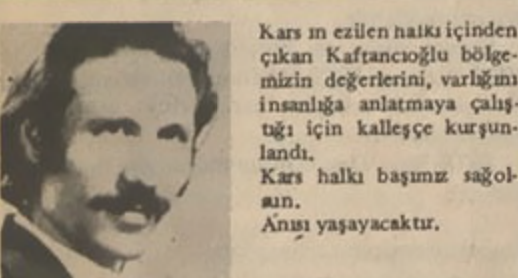 Kars ın ezilen halkı içinden
çıkan Kaftancıoğlu bölge-
mizin değerlerini, varlığını
insanlığa anlatmaya çalış-
tığı için kalleşçe kurşun-
landı.
Kars halkı başımız sağol-
sun.
Anısı yaşayacaktır.